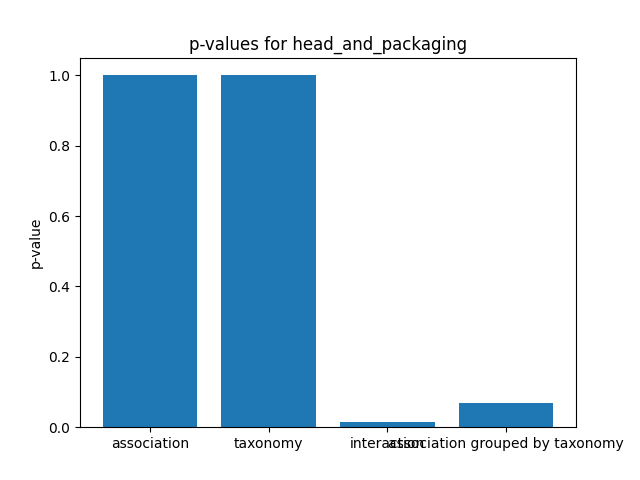 p-values for head_and_packaging
p-value
1.0
0.8
0.6
0.4
0.2
0.0
association
taxonomy
interaction
association grouped by taxonomy